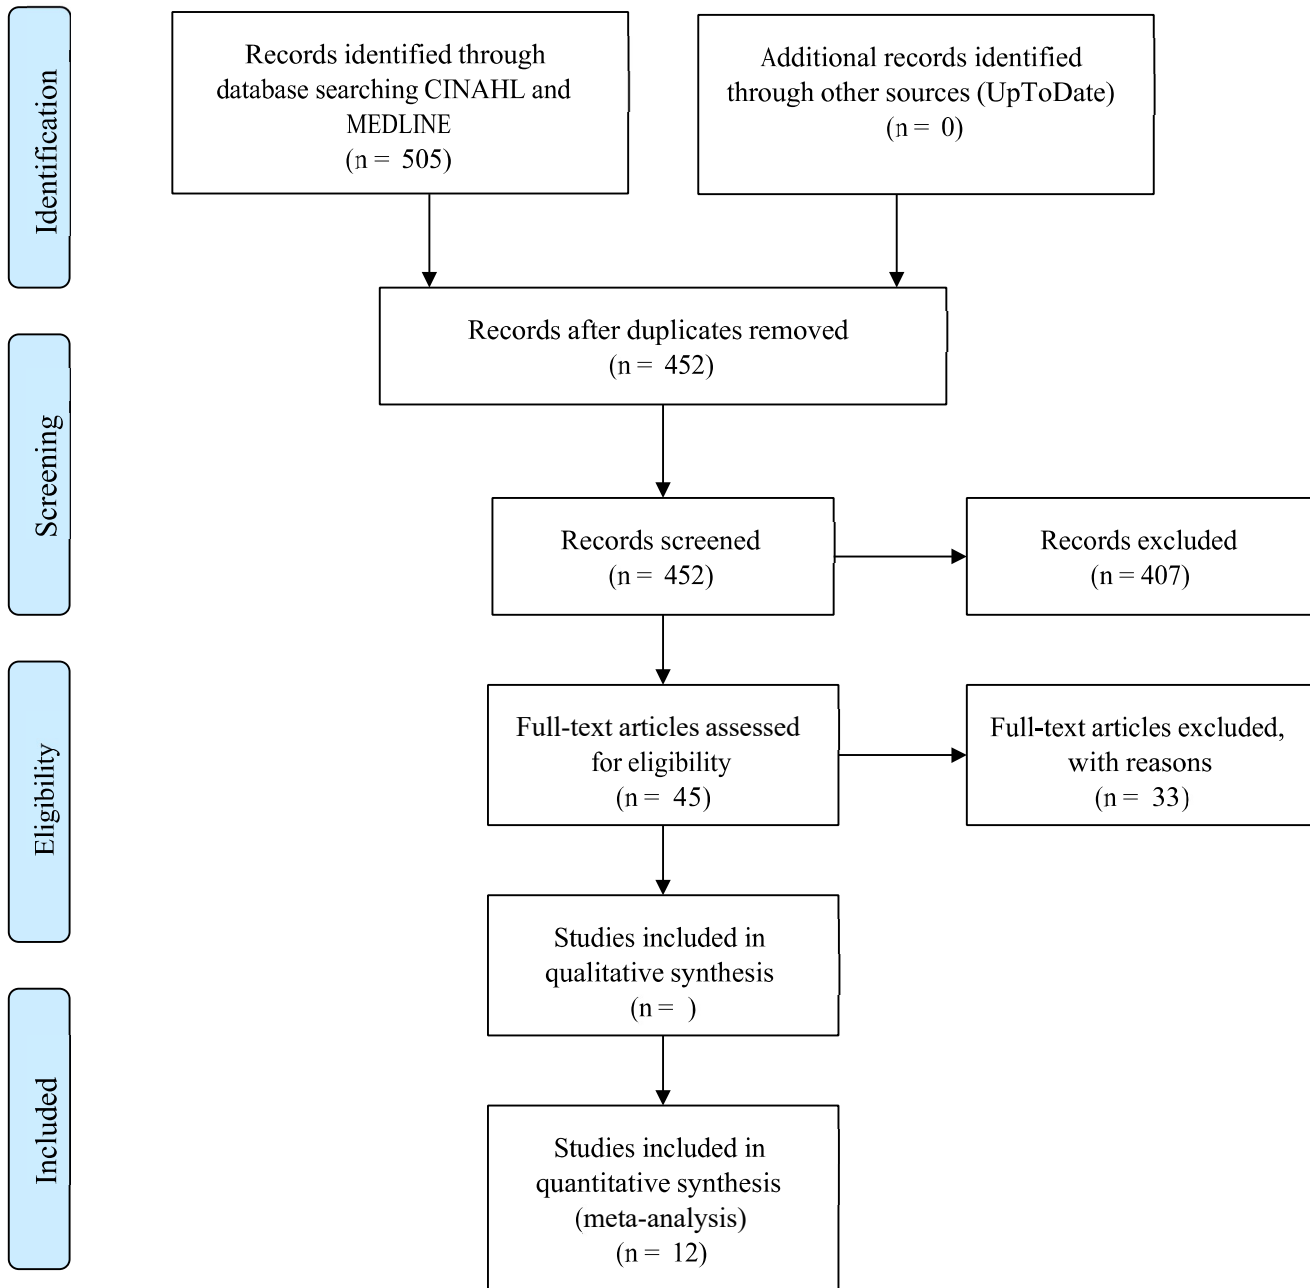 Identification
Records identified through
database searching CINAHL and
MEDLINE
(n = 505)
Additional records identified
through other sources (UpToDate)
(n = 0)
Records after duplicates removed
(n = 452)
Screening
Records screened
(n = 452)
Records excluded
(n = 407)
Eligibility
Full-text articles assessed
for eligibility
(n = 45)
Full-text articles excluded,
with reasons
(n = 33)
Studies included in
qualitative synthesis
(n = )
Included
Studies included in
quantitative synthesis
(meta-analysis)
(n = 12)